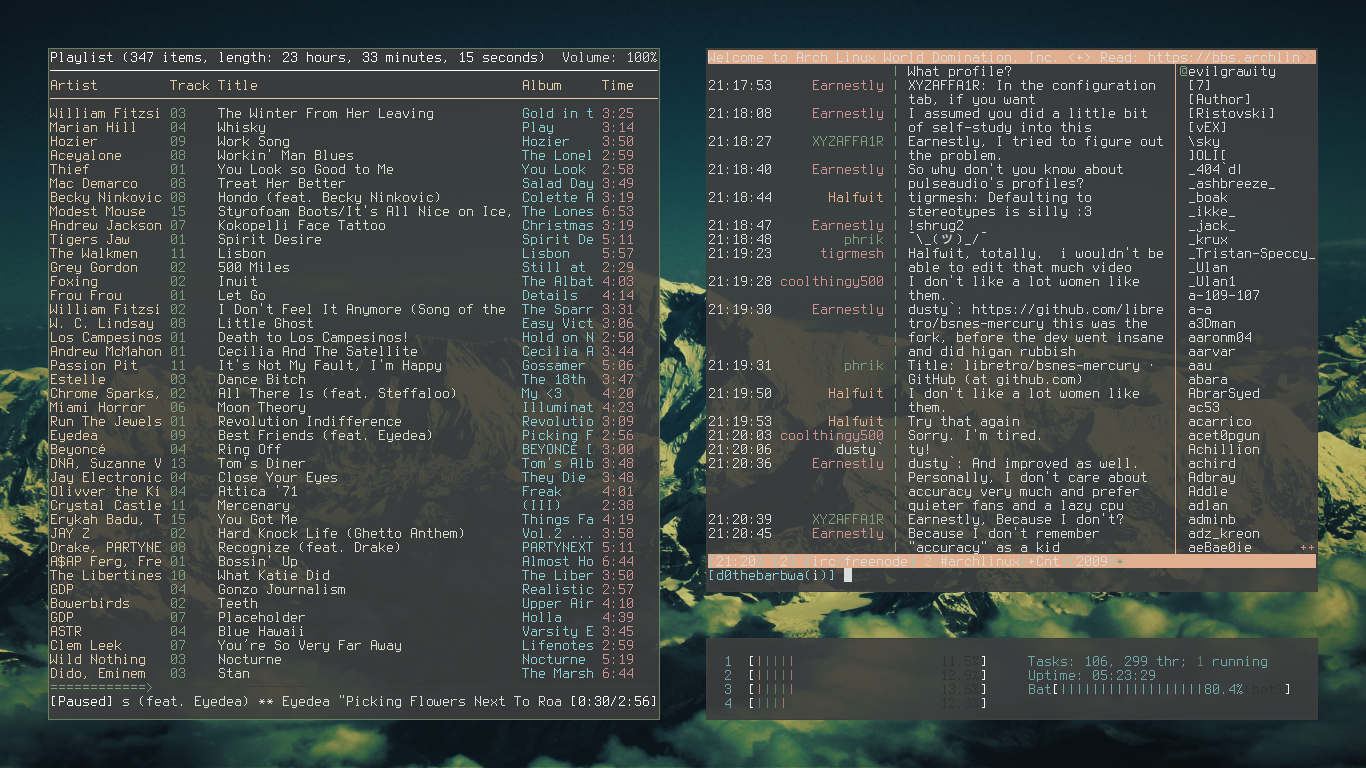 Playlist (347 items, length: 23 hours, 33 minutes, 15 seconds)  Volume: 100%
Artist Track Title Album Time
William Fitzsi 03 The Winter From Her Leaving Gold in t 3:25
Marian Hill 04 Whisky Play 3:14
Hozier 09 Work Song Hozier 3:50
Aceyalone 08 Workin' Man Blues The Lonel 2:59
Thief 01 You Look so Good to Me You Look 2:58
Mac Demarco 08 Treat Her Better Salad Day 3:49
Becky Ninkovic 08 Hondo (feat. Becky Ninkovic) Colette A 3:19
Modest Mouse 15 Styrofoam Boots/It's All Nice on Ice, The Lones 6:53
Andrew Jackson 07 Kokopelli Face Tattoo Christmas 3:19
Tigers Jaw 01 Spirit Desire Spirit De 5:11
The Walkmen 11 Lisbon Lisbon 5:57
Grey Gordon 02 500 Miles Still at 2:29
Foxing 02 Inuit The Albat 4:03
Frou Frou 01 Let Go Details 4:14
William Fitzsi 02 I Don't Feel It Anymore (Song of the The Sparr 3:31
W. C. Lindsay 08 Little Ghost Easy Vict 3:06
Los Campesinos 01 Death to Los Campesinos! Hold on N 2:50
Andrew McMahon 01 Cecilia And The Satellite Cecilia A 3:44
Passion Pit 11 It's Not My Fault, I'm Happy Gossamer 5:06
Estelle 03 Dance Bitch The 18th 3:47
Chrome Sparks, 02 All There Is (feat. Steffaloo) My <3 4:20
Miami Horror 06 Moon Theory Illuminat 4:23
Run The Jewels 01 Revolution Indifference Revolutio 3:09
Eyedea 09 Best Friends (feat. Eyedea) Picking F 2:56
Beyoncé 04 Ring Off BEYONCÉ [ 3:00
DNA, Suzanne V 13 Tom's Diner Tom's Alb 3:48
Jay Electronic 04 Close Your Eyes They Die 3:48
Olivver the Ki 04 Attica '71 Freak 4:01
Crystal Castle 11 Mercenary (III) 2:38
Erykah Badu, T 15 You Got Me Things Fa 4:19
JAY Z 02 Hard Knock Life (Ghetto Anthem) Vol.2 ... 3:58
Drake, PARTYNE 08 Recognize (feat. Drake) PARTYNEXT 5:11
A$AP Ferg, Fre 01 Bossin' Up Almost Ho 6:44
The Libertines 10 What Katie Did The Liber 3:50
GDP 04 Gonzo Journalism Realistic 2:57
Bowerbirds 02 Teeth Upper Air 4:10
GDP 07 Placeholder Holla 4:39
ASTR 04 Blue Hawaii Varsity E 3:45
Clem Leek 07 You're So Very Far Away Lifenotes 2:59
Wild Nothing 03 Nocturne Nocturne 5:19
Dido, Eminem 03 Stan The Marsh 6:44
============>
[Paused] s (feat. Eyedea) ** Eyedea "Picking Flowers Next To Roa [0:30/2:56]
Welcome to Arch Linux World Domination, Inc. <+> Read: https://bbs.archlin>>
What profile?
21:17:53 Earnestly | XYZAFFA1R: In the configuration
tab, if you want
21:18:08 Earnestly | I assumed you did a little bit
of self-study into this
21:18:27 XYZAFFA1R | Earnestly, I tried to figure out
the problem.
21:18:40 Earnestly | So why don't you know about
pulseaudio's profiles?
21:18:44 Halfwit | tigrmesh: Defaulting to
stereotypes is silly :3
21:18:47 Earnestly | !shrug2
21:18:48 phrik | ¯\_(ツ)_/¯
21:19:23 tigrmesh | Halfwit, totally.  i wouldn't be
able to edit that much video
21:19:28 coolthingy500 | I don't like a lot women like
them.
21:19:30 Earnestly | dusty`: https://github.com/libre
tro/bsnes-mercury this was the
fork, before the dev went insane
and did higan rubbish
21:19:31 phrik | Title: libretro/bsnes-mercury ·
GitHub (at github.com)
21:19:50 Halfwit | I don't like a lot women like
them.
21:19:53 Halfwit | Try that again
21:20:03 coolthingy500 | Sorry. I'm tired.
21:20:06 dusty | ty!
21:20:36 Earnestly | dusty`: And improved as well.
Personally, I don't care about
accuracy very much and prefer
quieter fans and a lazy cpu
21:20:39 XYZAFFA1R | Earnestly, Because I don't?
21:20:45 Earnestly | Because I don't remember
"accuracy" as a kid
@evilgravity
[7]
[Author]
[Ristovski]
[vEX]
\sky
]OLI[
_404`d|
_ashbreeze_
_boak
_ikke_
_jack_
_krux
_Tristan-Speccy_
_Ulan
_Ulan1
a-109-107
a-a
a3Dman
aaronm04
aarvar
aau
abara
AbrarSyed
ac53
acarrico
acet0pgun
Achillion
achird
Adbray
Addle
adlan
adminb
adz_kreon
aeBae0ie ++
[21:20] [2] [irc/freenode] 2:#archlinux(+Cnt)
[d0thebarbwa(i)]
1 [||||| 11.5%]
2 [||||| 12.9%]
3 [||||| 13.6%]
4 [|||| 12.3%]
Tasks: 106, 299 thr; 1 running
Uptime: 05:23:29
Bat[||||||||||||||||||80.4%(bat)]